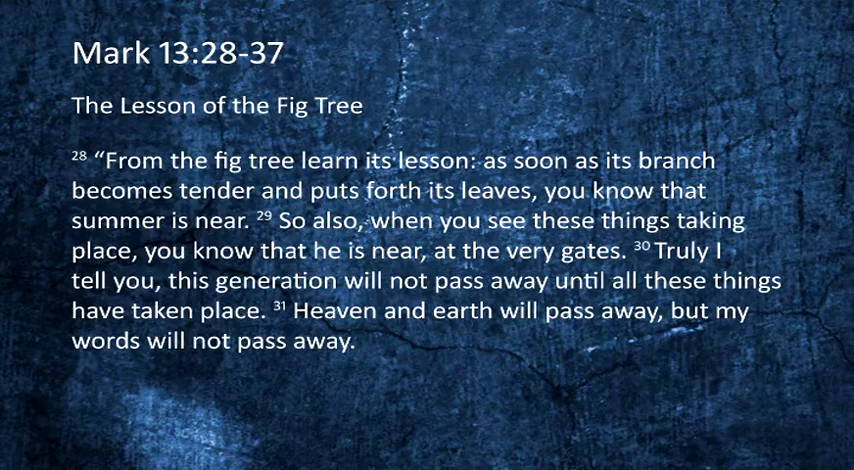 Mark 13:28-37
The Lesson of the Fig Tree
28 “From the fig tree learn its lesson: as soon as its branch
becomes tender and puts forth its leaves, you know that
summer is near. 29 So also, when you see these things taking
place, you know that he is near, at the very gates. 30 Truly I
tell you, this generation will not pass away until all these things
have taken place. 31 Heaven and earth will pass away, but my
words will not pass away.